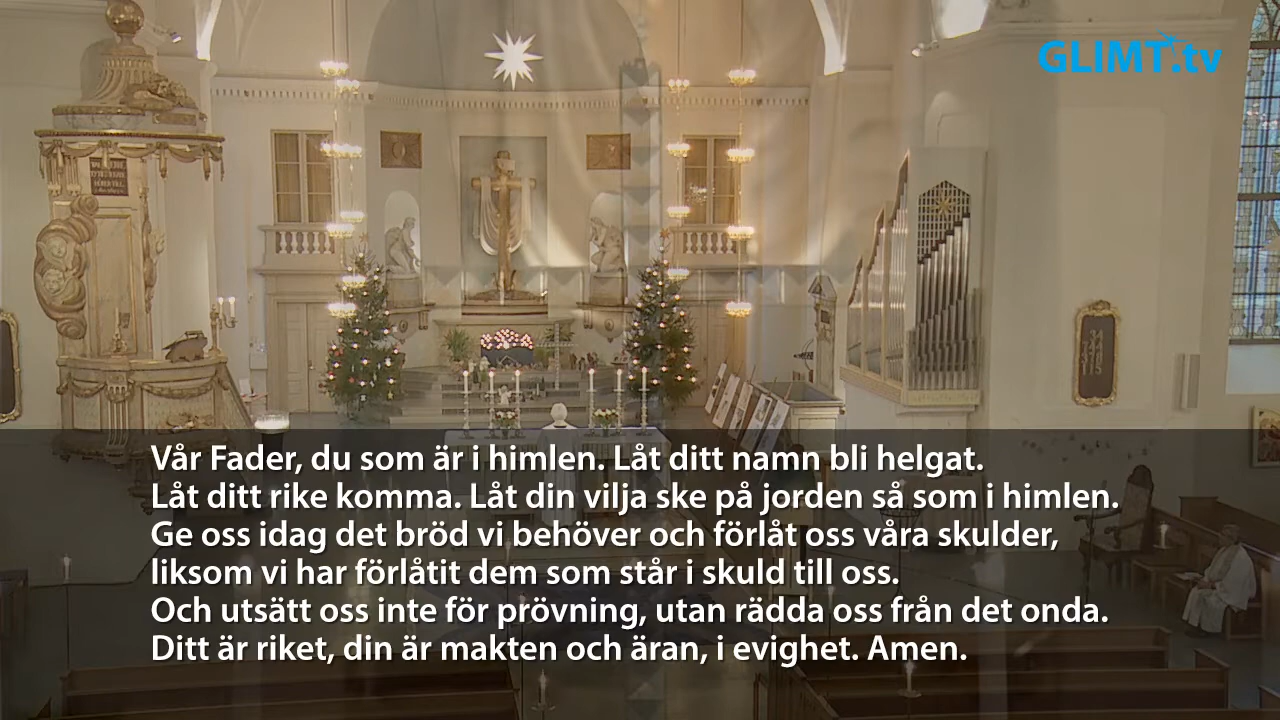 GLIMT.tv
Vår Fader, du som är i himlen. Låt ditt namn bli helgat.
Låt ditt rike komma. Låt din vilja ske på jorden så som i himlen.
Ge oss idag det bröd vi behöver och förlåt oss våra skulder,
liksom vi har förlåtit dem som står i skuld till oss.
Och utsätt oss inte för prövning, utan rädda oss från det onda.
Ditt är riket, din är makten och äran, i evighet. Amen.